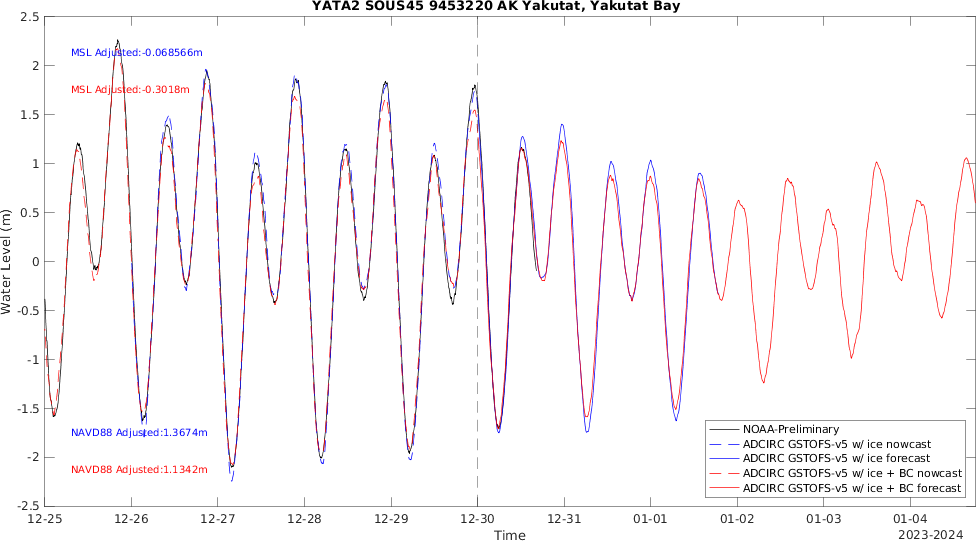 YATA2 SOUS45 9453220 AK Yakutat, Yakutat Bay
2.5
2
1.5
1
0.5
0
-0.5
-1
-1.5
-2
-2.5
Water Level (m)
MSL Adjusted:-0.068566m
MSL Adjusted:-0.3018m
NAVD88 Adjusted:1.3674m
NAVD88 Adjusted:1.1342m
NOAA-Preliminary
ADCIRC GSTOFS-v5 w/ ice nowcast
ADCIRC GSTOFS-v5 w/ ice forecast
ADCIRC GSTOFS-v5 w/ ice + BC nowcast
ADCIRC GSTOFS-v5 w/ ice + BC forecast
12-25 12-26 12-27 12-28 12-29 12-30 12-31 01-01 01-02 01-03 01-04
Time
2023-2024